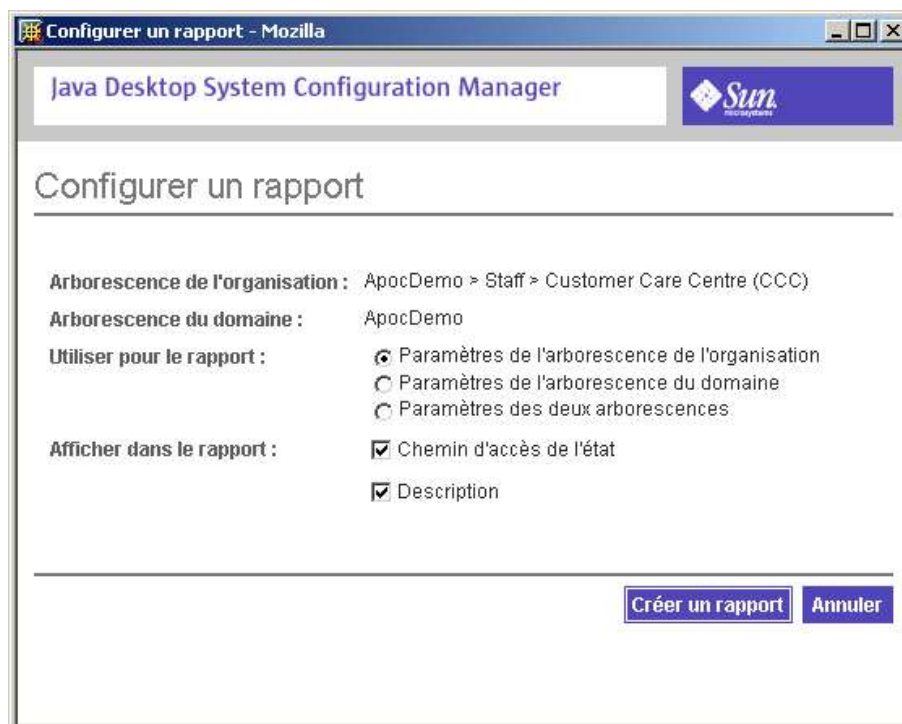 Configurer un rapport - Mozilla
Java Desktop System Configuration Manager
Sun
microsystems
Configurer un rapport
Arborescence de l'organisation : ApocDemo > Staff > Customer Care Centre (CCC)
Arborescence du domaine : ApocDemo
Utiliser pour le rapport : Paramètres de l'arborescence de l'organisation
Paramètres de l'arborescence du domaine
Paramètres des deux arborescences
Afficher dans le rapport : Chemin d'accès de l'état
Description
Créer un rapport Annuler